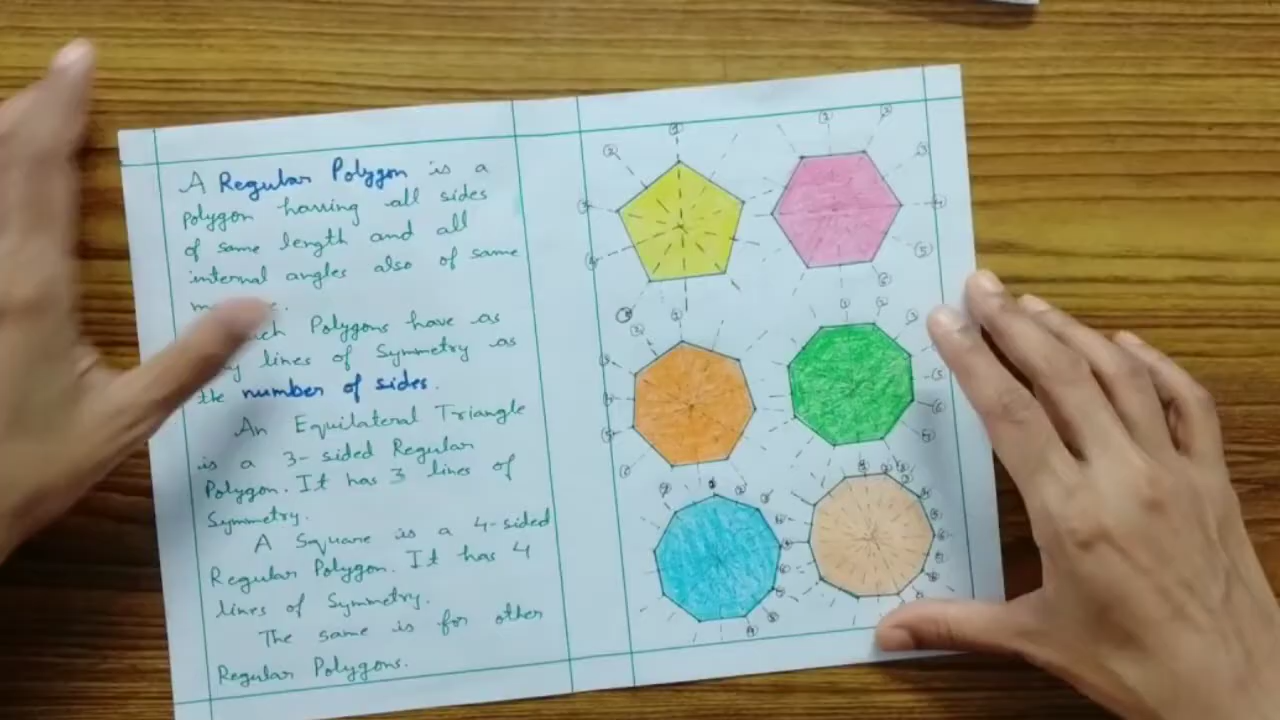 A Regular Polygon is a
Polygon having all sides
of same length and all
internal angles also of same
Polygons have as
lines of Symmetry as
the number of sides.
An Equilateral Triangle
is a 3-sided Regular
Polygon. It has 3 lines of
Symmetry.
A Square is a 4-sided
Regular Polygon. It has 4
lines of Symmetry.
The same is for other
Regular Polygons.